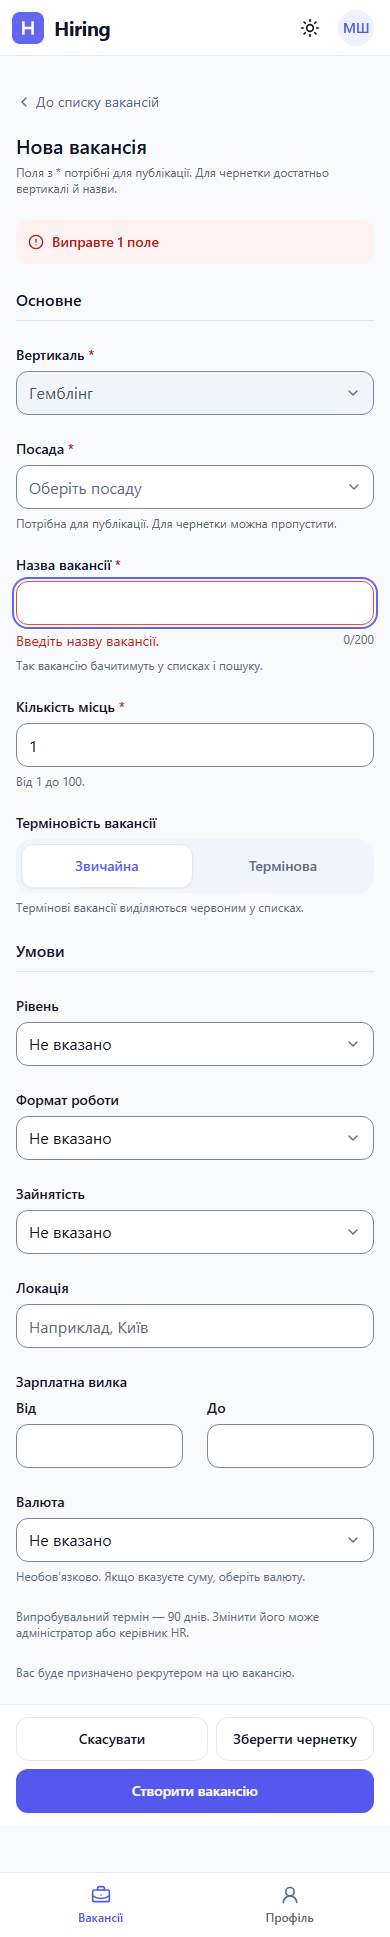 H Hiring МШ
До списку вакансій
Нова вакансія
Поля з * потрібні для публікації. Для чернетки достатньо
вертикалі й назви.
Виправте 1 поле
Основне
Вертикаль *
Гемблінг
Посада *
Оберіть посаду
Потрібна для публікації. Для чернетки можна пропустити.
Назва вакансії *
Введіть назву вакансії. 0/200
Так вакансію бачитимуть у списках і пошуку.
Кількість місць *
1
Від 1 до 100.
Терміновість вакансії
Звичайна Термінова
Термінові вакансії виділяються червоним у списках.
Умови
Рівень
Не вказано
Формат роботи
Не вказано
Зайнятість
Не вказано
Локація
Наприклад, Київ
Зарплатна вилка
Від До
Валюта
Не вказано
Необов'язково. Якщо вказуєте суму, оберіть валюту.
Випробувальний термін — 90 днів. Змінити його може
адміністратор або керівник HR.
Вас буде призначено рекрутером на цю вакансію.
Скасувати Зберегти чернетку
Створити вакансію
Вакансії Профіль